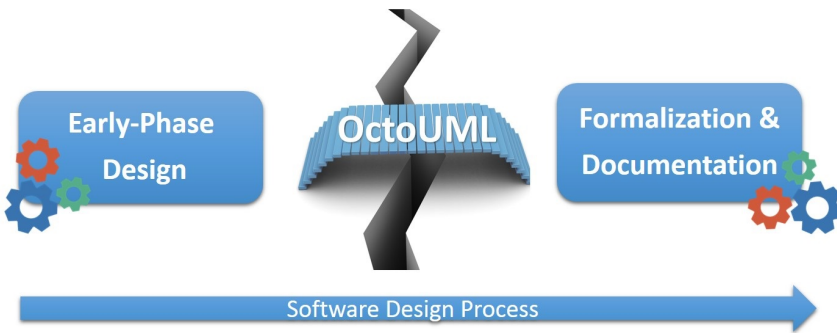 Early-Phase
Design
OctoUML
Formalization &
Documentation
Software Design Process